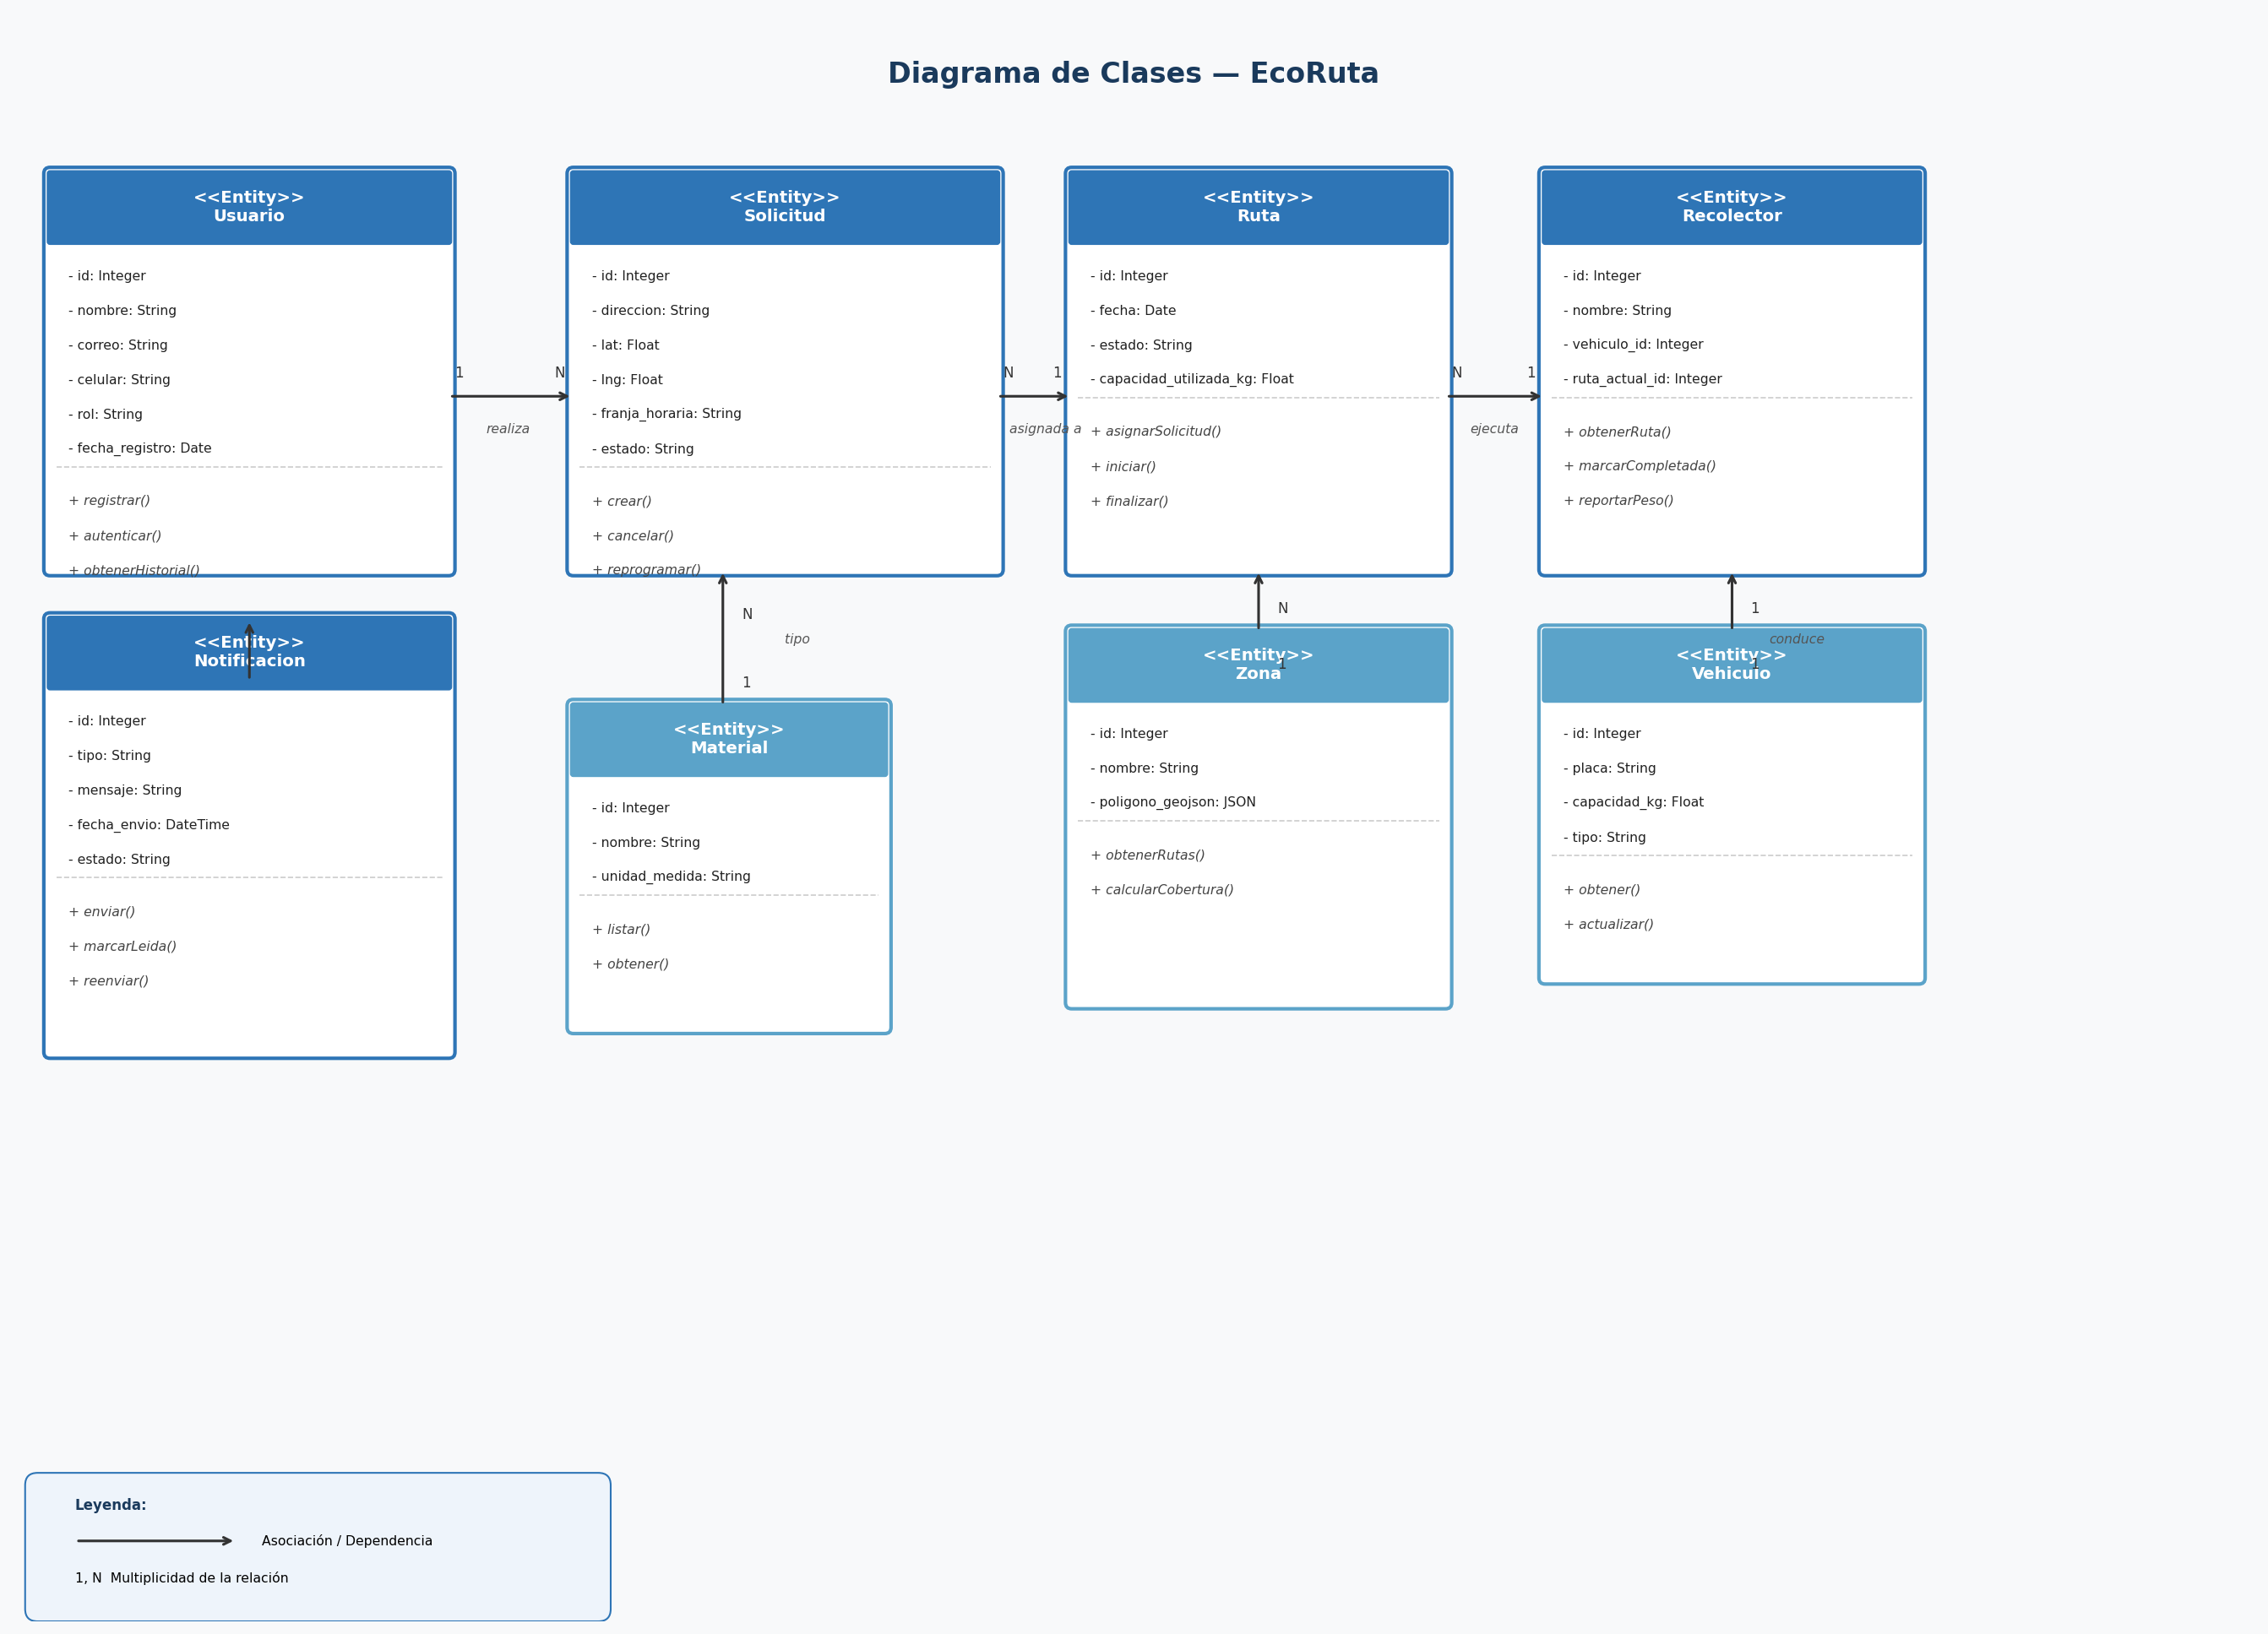 Diagrama de Clases — EcoRuta
<<Entity>>
Usuario
- id: Integer
- nombre: String
- correo: String
- celular: String
- rol: String
- fecha_registro: Date
+ registrar()
+ autenticar()
+ obtenerHistorial()
1
N
realiza
<<Entity>>
Solicitud
- id: Integer
- direccion: String
- lat: Float
- lng: Float
- franja_horaria: String
- estado: String
+ crear()
+ cancelar()
+ reprogramar()
N
1
asignada a
<<Entity>>
Ruta
- id: Integer
- fecha: Date
- estado: String
- capacidad_utilizada_kg: Float
+ asignarSolicitud()
+ iniciar()
+ finalizar()
N
1
ejecuta
<<Entity>>
Recolector
- id: Integer
- nombre: String
- vehiculo_id: Integer
- ruta_actual_id: Integer
+ obtenerRuta()
+ marcarCompletada()
+ reportarPeso()
<<Entity>>
Notificacion
- id: Integer
- tipo: String
- mensaje: String
- fecha_envio: DateTime
- estado: String
+ enviar()
+ marcarLeida()
+ reenviar()
N
tipo
1
<<Entity>>
Material
- id: Integer
- nombre: String
- unidad_medida: String
+ listar()
+ obtener()
N
1
<<Entity>>
Zona
- id: Integer
- nombre: String
- poligono_geojson: JSON
+ obtenerRutas()
+ calcularCobertura()
1
conduce
1
<<Entity>>
Vehiculo
- id: Integer
- placa: String
- capacidad_kg: Float
- tipo: String
+ obtener()
+ actualizar()
Leyenda:
Asociación / Dependencia
1, N  Multiplicidad de la relación